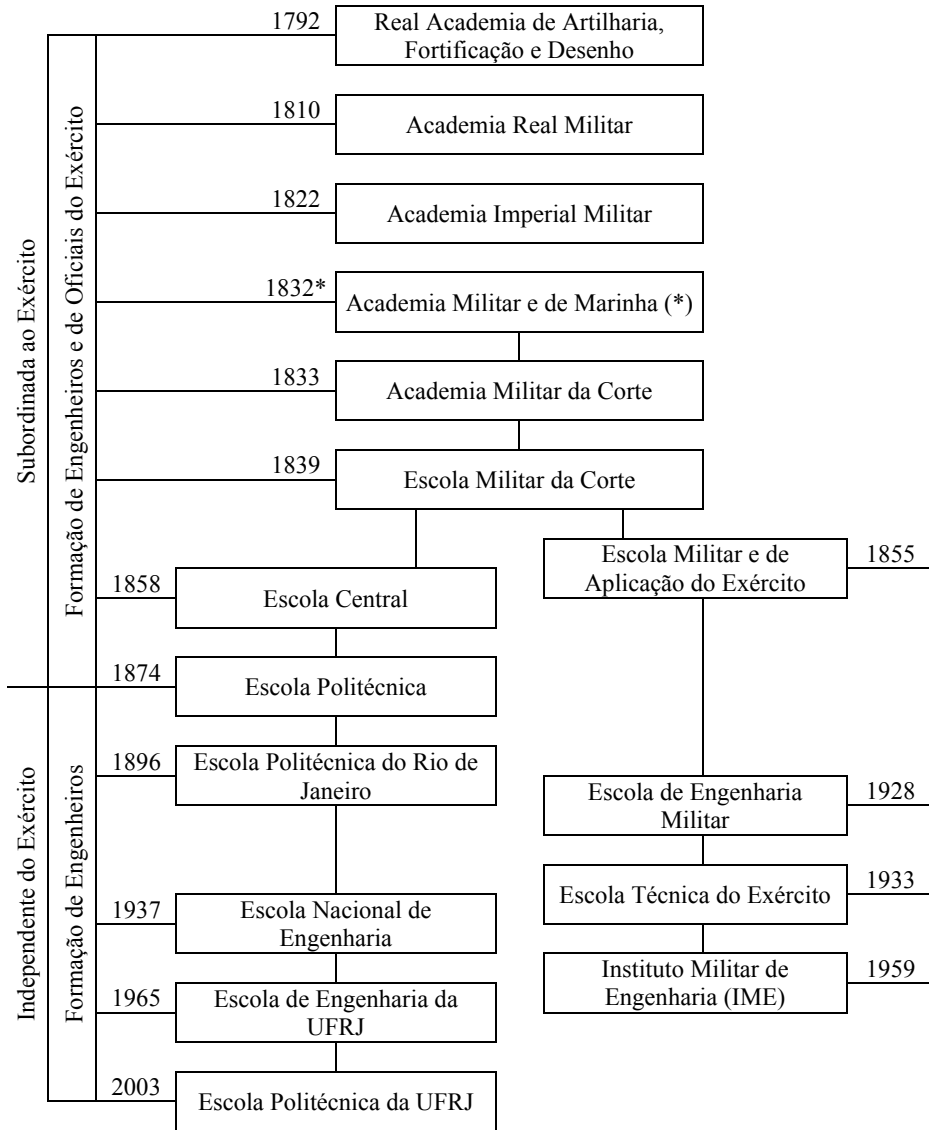 1792
Real Academia de Artilharia,
Fortificação e Desenho
1810
Academia Real Militar
1822
Academia Imperial Militar
1832*
Academia Militar e de Marinha (*)
1833
Academia Militar da Corte
1839
Escola Militar da Corte
Escola Militar e de
Aplicação do Exército
1855
1858
Escola Central
1874
Escola Politécnica
1896
Escola Politécnica do Rio de
Janeiro
Escola de Engenharia
Militar
1928
Escola Técnica do Exército
1933
1937
Escola Nacional de
Engenharia
Instituto Militar de
Engenharia (IME)
1959
1965
Escola de Engenharia da
UFRJ
2003
Escola Politécnica da UFRJ
Subordinada ao Exército
Formação de Engenheiros e de Oficiais do Exército
Independente do Exército
Formação de Engenheiros